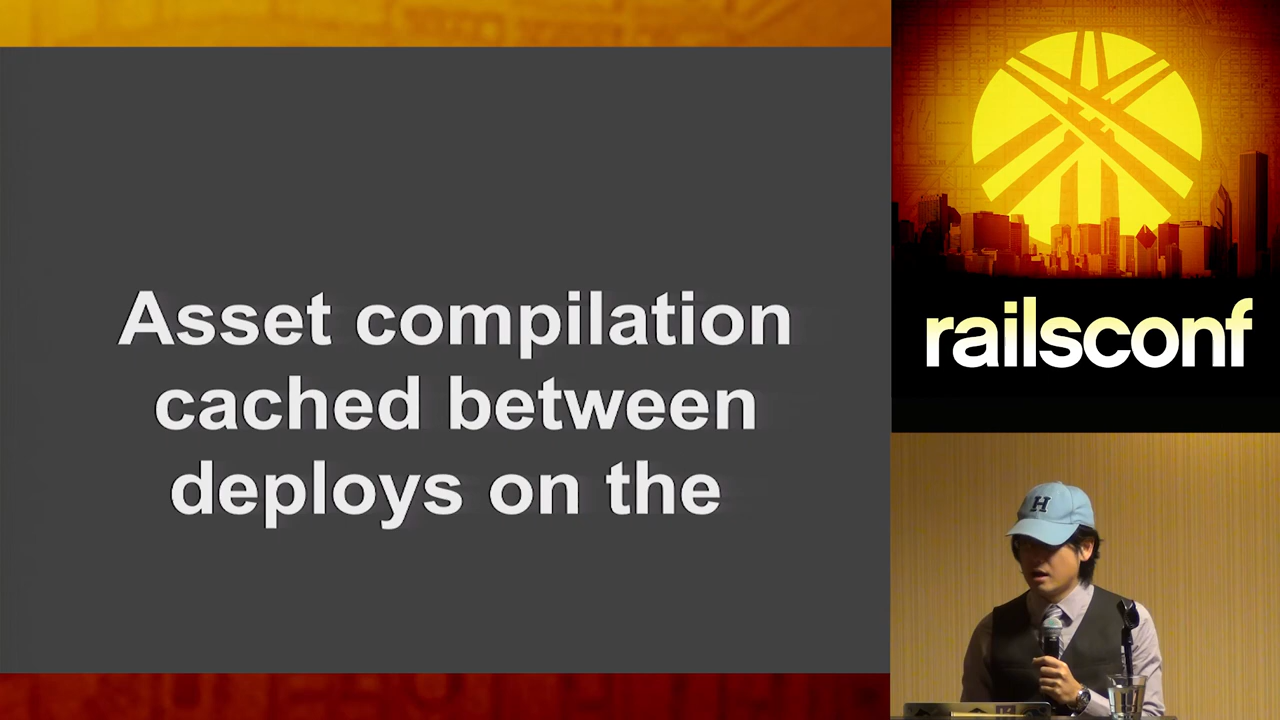 Asset compilation
cached between
deploys on the
railsconf
H